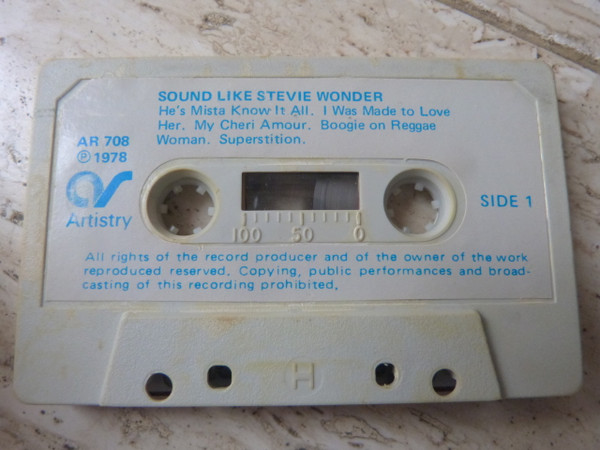 SOUND LIKE STEVIE WONDER
He's Mista Know It All. I Was Made to Love
Her. My Cheri Amour. Boogie on Reggae
Woman. Superstition.
AR 708
Ⓟ 1978
Artistry
SIDE 1
100 50 0
All rights of the record producer and of the owner of the work
reproduced reserved. Copying, public performances and broad-
casting of this recording prohibited.
H